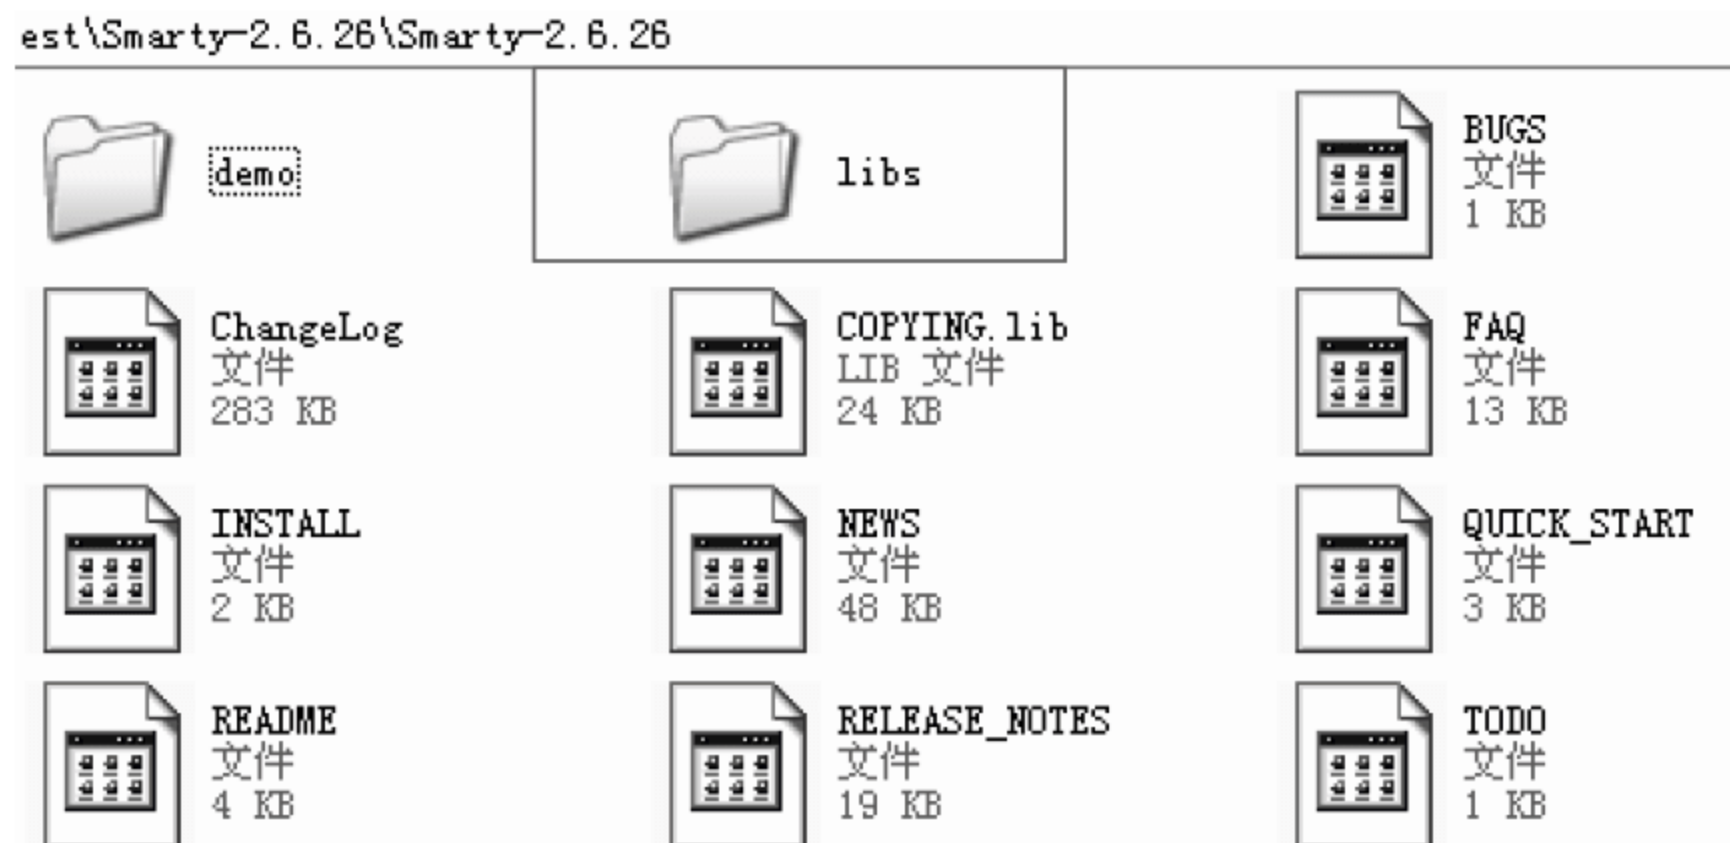 est\Smarty-2.6.26\Smarty-2.6.26
demo
libs
BUGS
文件
1 KB
ChangeLog
文件
283 KB
COPYING.lib
LIB 文件
24 KB
FAQ
文件
13 KB
INSTALL
文件
2 KB
NEWS
文件
48 KB
QUICK_START
文件
3 KB
README
文件
4 KB
RELEASE_NOTES
文件
19 KB
TODO
文件
1 KB